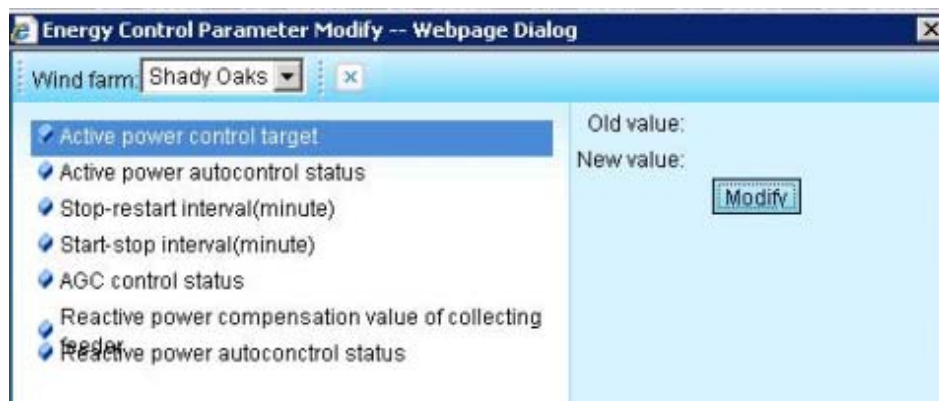 Energy Control Parameter Modify -- Webpage Dialog
Wind farm: Shady Oaks
Active power control target
Old value:
Active power autocontrol status
New value:
Modify
Stop-restart interval(minute)
Start-stop interval(minute)
AGC control status
Reactive power compensation value of collecting
feeder
Reactive power autoconctrol status